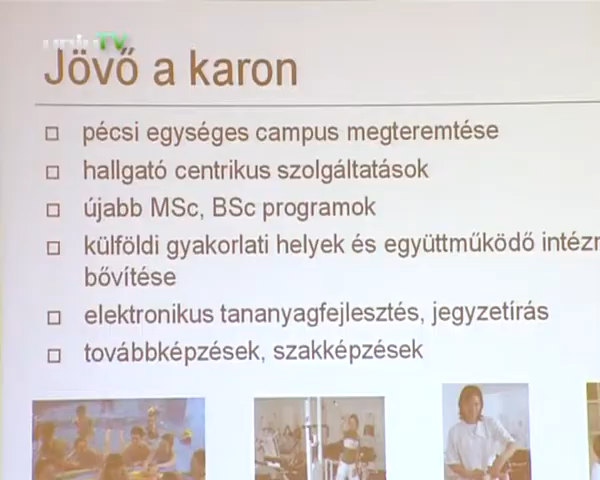 uniuTV
Jövő a karon
pécsi egységes campus megteremtése
hallgató centrikus szolgáltatások
újabb MSc, BSc programok
külföldi gyakorlati helyek és együttműködő
bővítése
elektronikus tananyagfejlesztés, jegyzetírás
továbbképzések, szakképzések